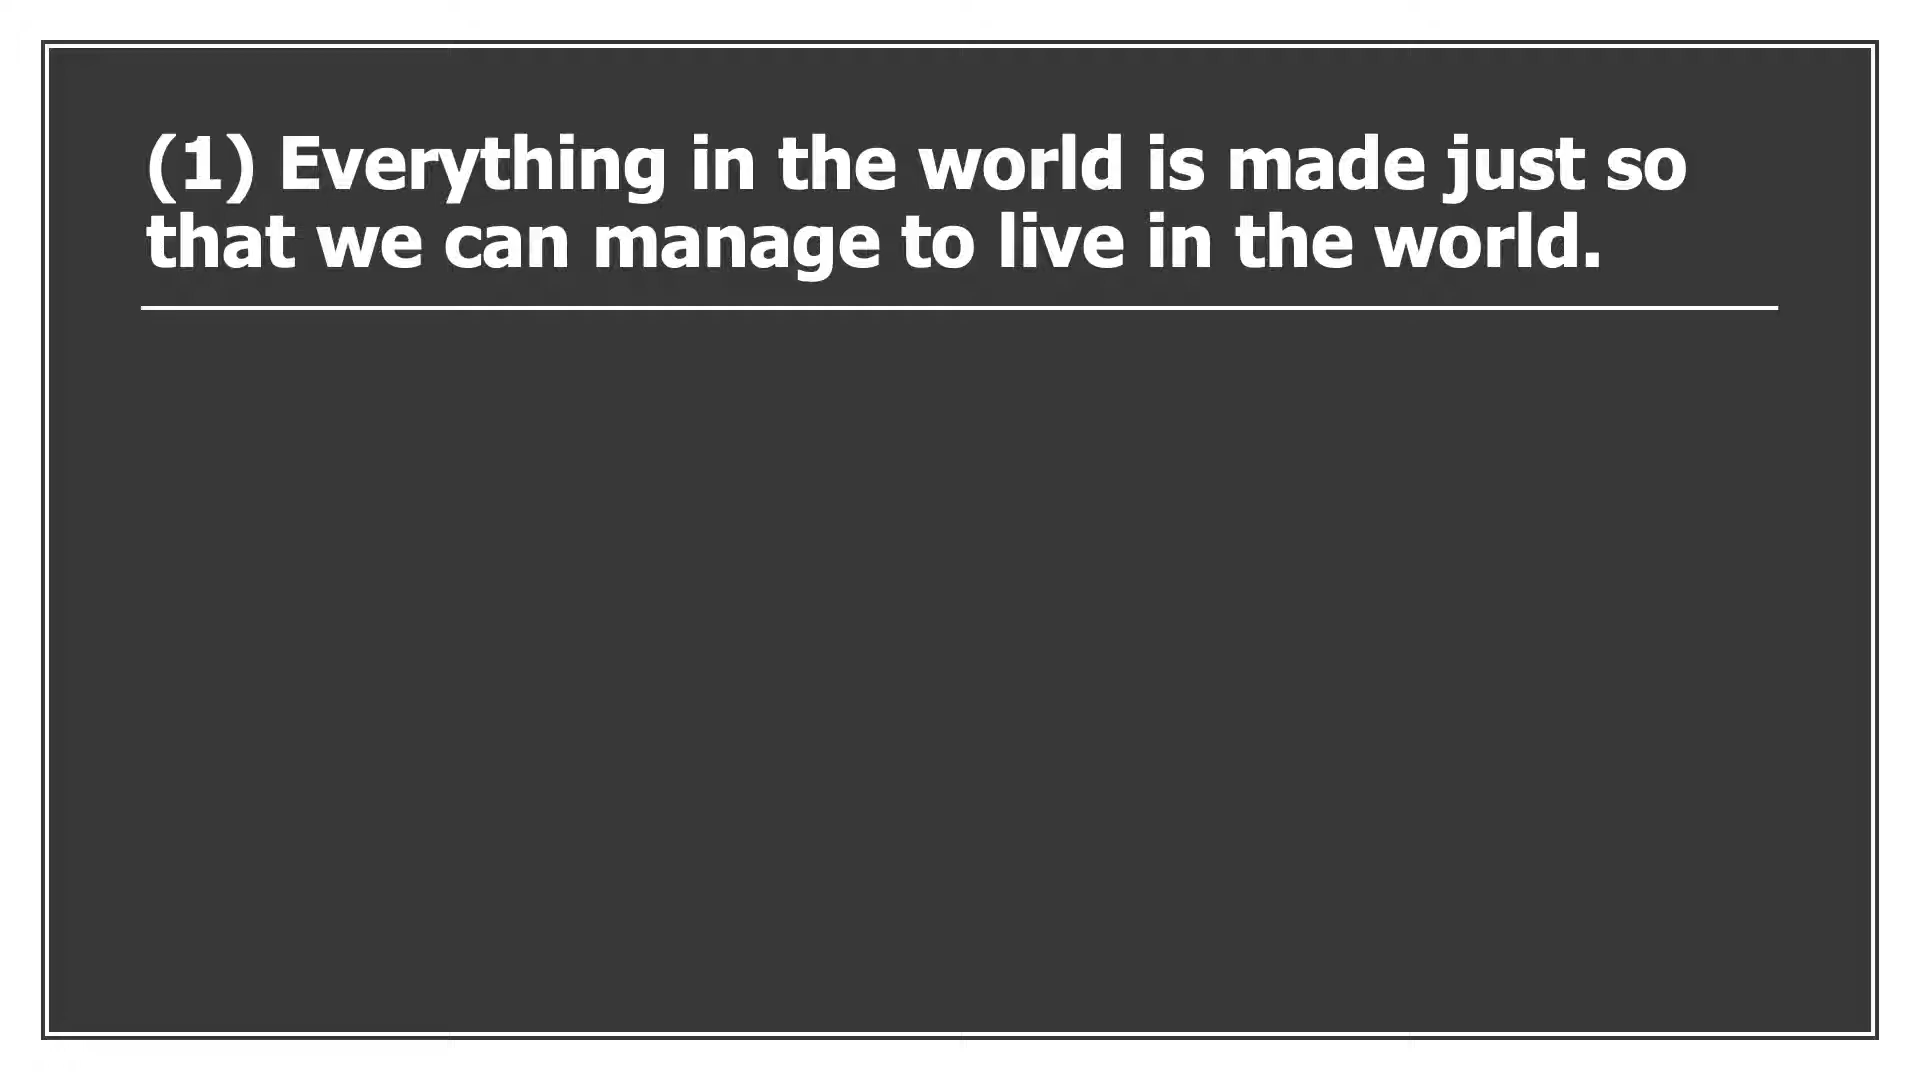 (1) Everything in the world is made just so
that we can manage to live in the world.